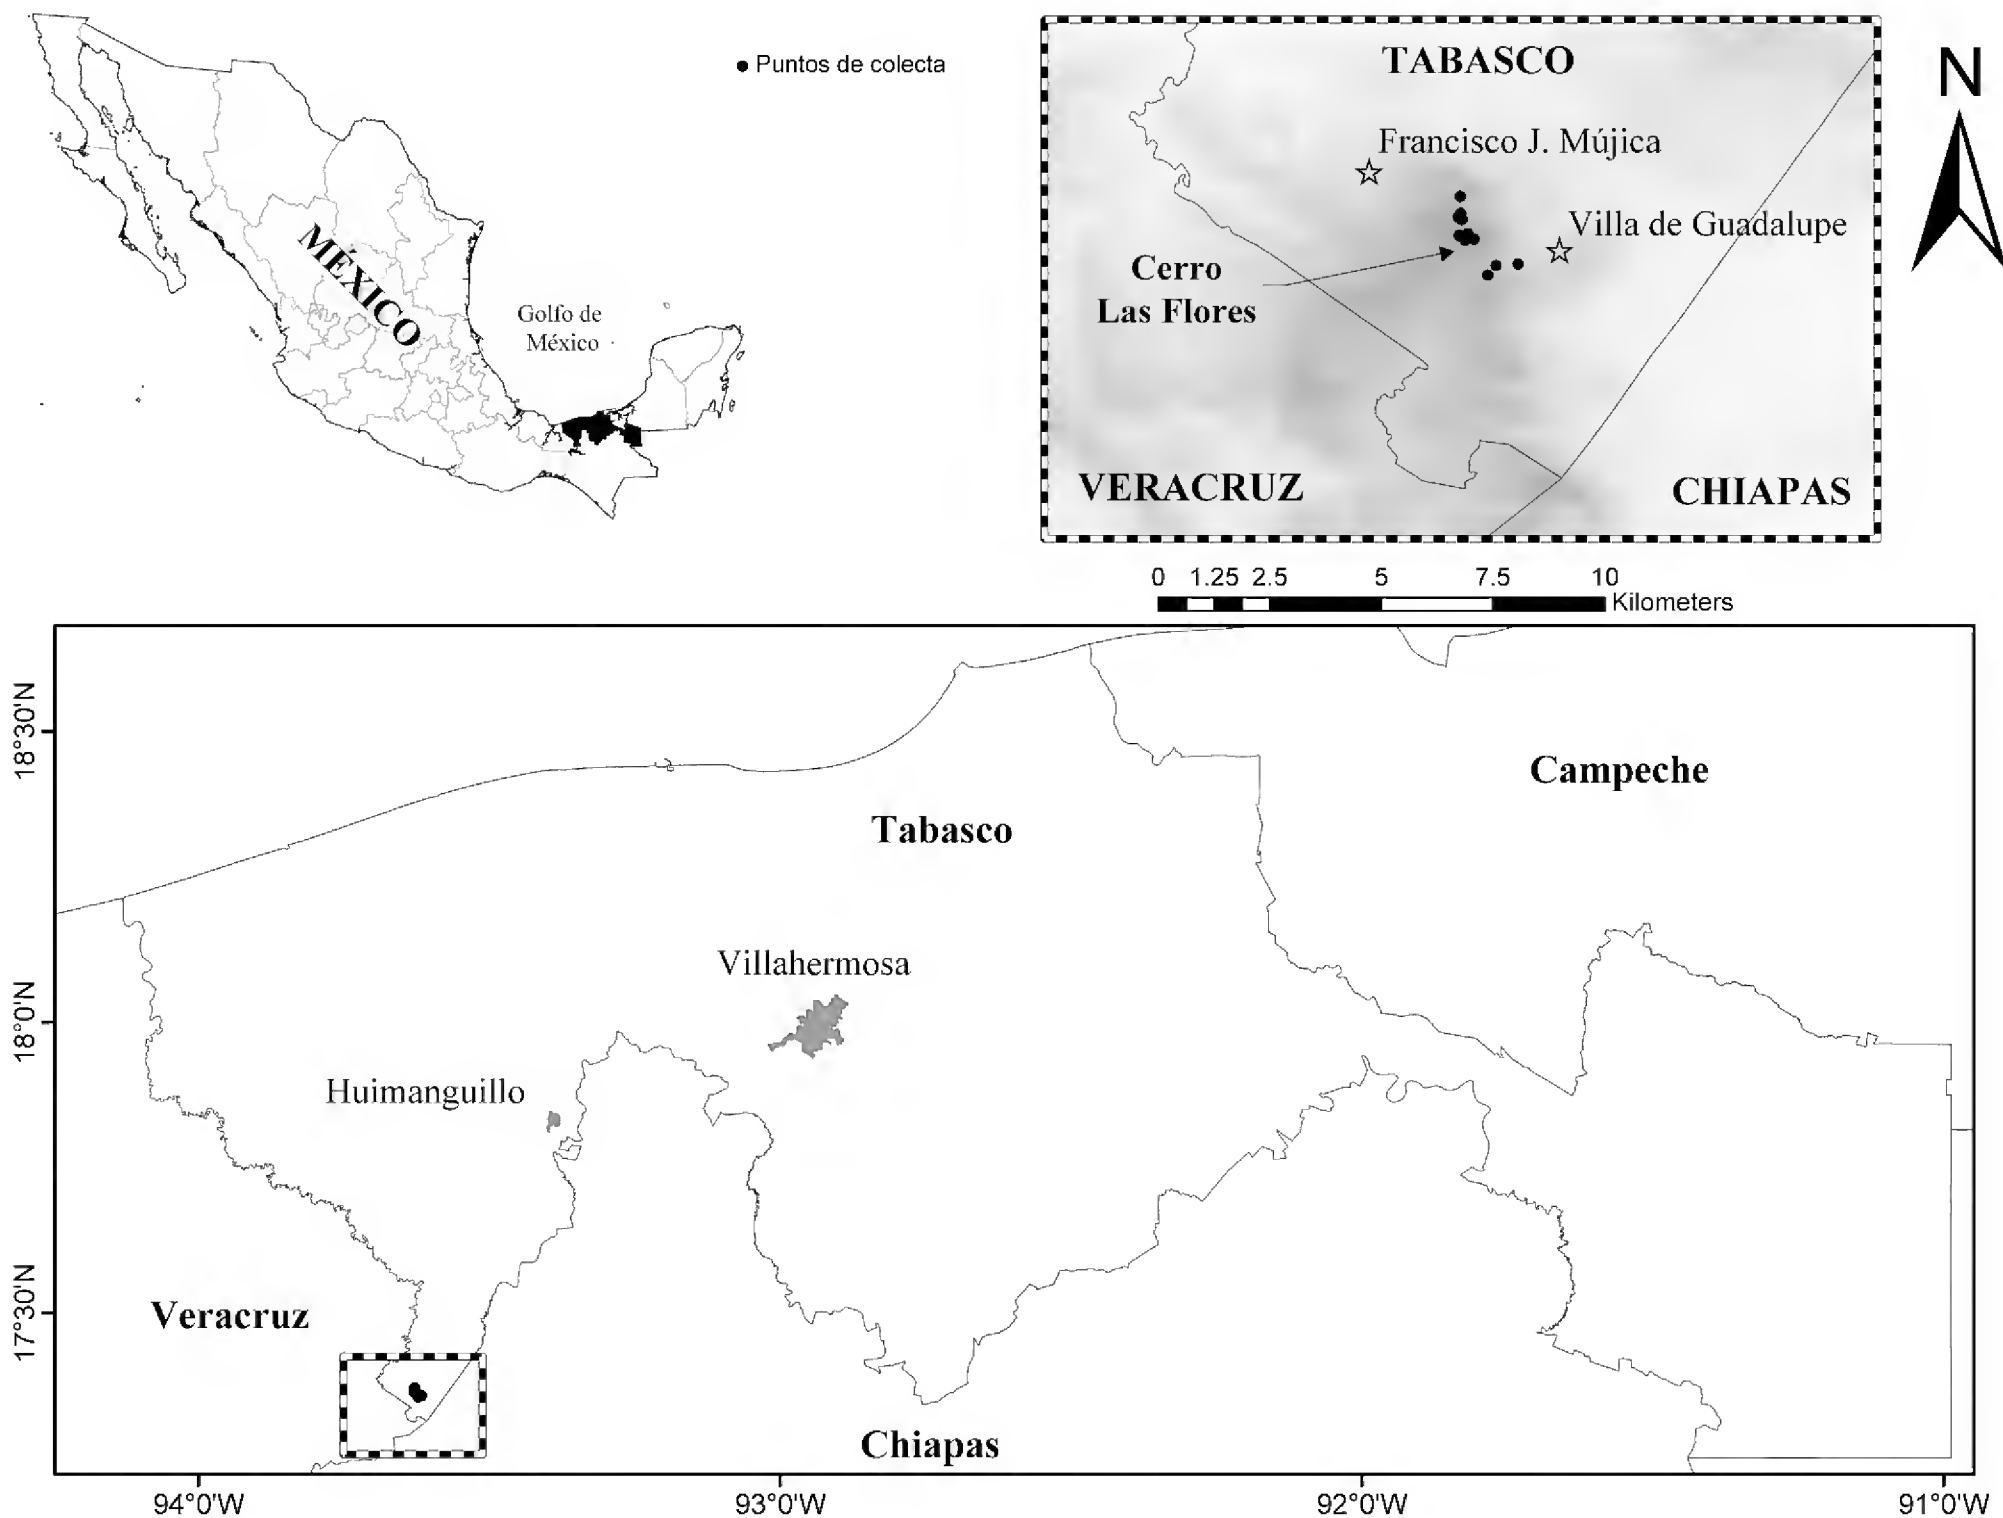 Puntos de colecta
MÉXICO
Golfo de
México
TABASCO
Francisco J. Mújica
Villa de Guadalupe
Cerro
Las Flores
VERACRUZ
CHIAPAS
N
0 1.25 2.5 5 7.5 10
Kilometers
18°30'N
Campeche
Tabasco
Villahermosa
18°0'N
Huimanguillo
17°30'N
Veracruz
Chiapas
94°0'W 93°0'W 92°0'W 91°0'W